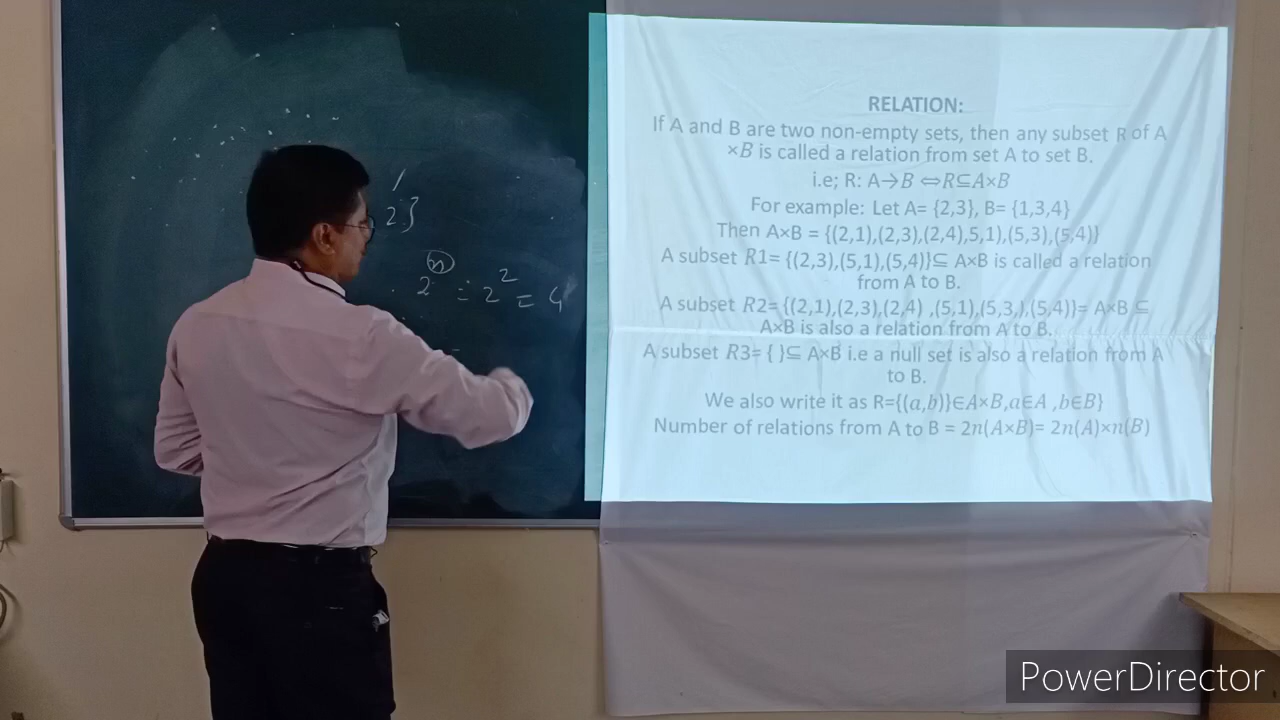 2}
2ⁿ = 2² = 4
RELATION:
If A and B are two non-empty sets, then any subset R of A
×B is called a relation from set A to set B.
i.e; R: A→B ⇔R⊆A×B
For example: Let A= {2,3}, B= {1,3,4}
Then A×B = {(2,1),(2,3),(2,4),5,1),(5,3),(5,4)}
A subset R1= {(2,3),(5,1),(5,4)}⊆ A×B is called a relation
from A to B.
A subset R2= {(2,1),(2,3),(2,4) ,(5,1),(5,3,),(5,4)}= A×B ⊆
A×B is also a relation from A to B.
A subset R3= { }⊆ A×B i.e a null set is also a relation from A
to B.
We also write it as R={(a,b)}∈A×B,a∈A ,b∈B}
Number of relations from A to B = 2n(A×B)= 2n(A)×n(B)
PowerDirector